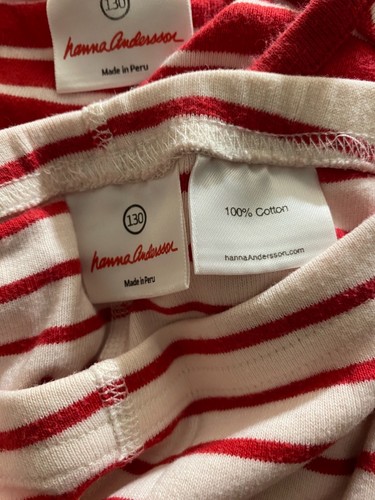 130
hanna Andersson
Made in Peru
130
hanna Andersson
Made in Peru
100% Cotton
hannaAndersson.com